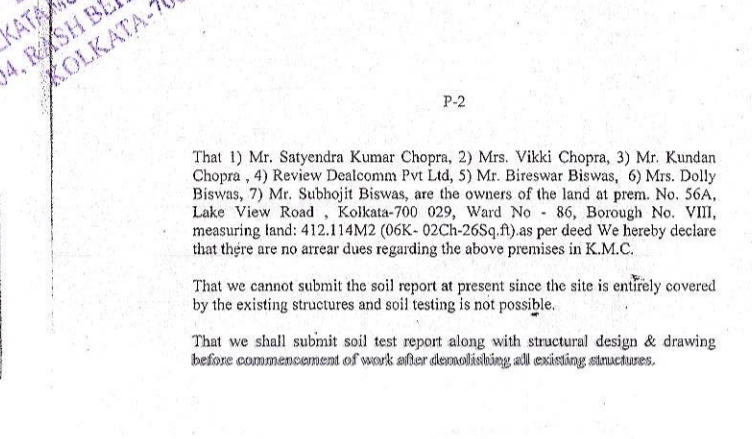 04, RASH
KOLKATA-700
P-2
That 1) Mr. Satyendra Kumar Chopra, 2) Mrs. Vikki Chopra, 3) Mr. Kundan
Chopra , 4) Review Dealcomm Pvt Ltd, 5) Mr. Bireswar Biswas, 6) Mrs. Dolly
Biswas, 7) Mr. Subhojit Biswas, are the owners of the land at prem. No. 56A,
Lake View Road , Kolkata-700 029, Ward No - 86, Borough No. VIII,
measuring land: 412.114M2 (06K- 02Ch-26Sq.ft).as per deed We hereby declare
that there are no arrear dues regarding the above premises in K.M.C.
That we cannot submit the soil report at present since the site is entirely covered
by the existing structures and soil testing is not possible.
That we shall submit soil test report along with structural design & drawing
before commencement of work after demolishing all existing structures.